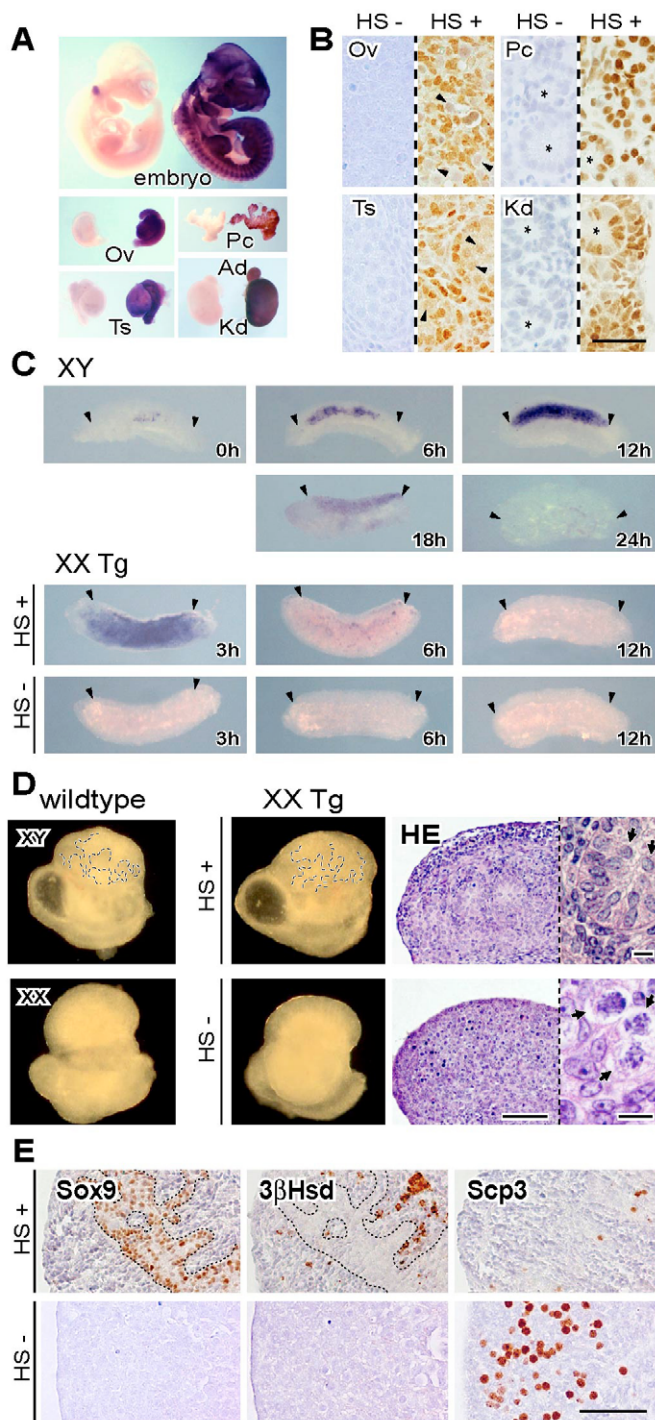 A
embryo
Ov
Pc
Ts
Ad
Kd
B
HS - HS + HS - HS +
Ov Pc
* *
*
Ts Kd
* *
*
C
XY
0h 6h 12h
18h 24h
XX Tg
HS +
3h 6h 12h
HS -
3h 6h 12h
D
wildtype XX Tg
XY HS + HE
XX HS -
E
HS + Sox9 3βHsd Scp3
HS -